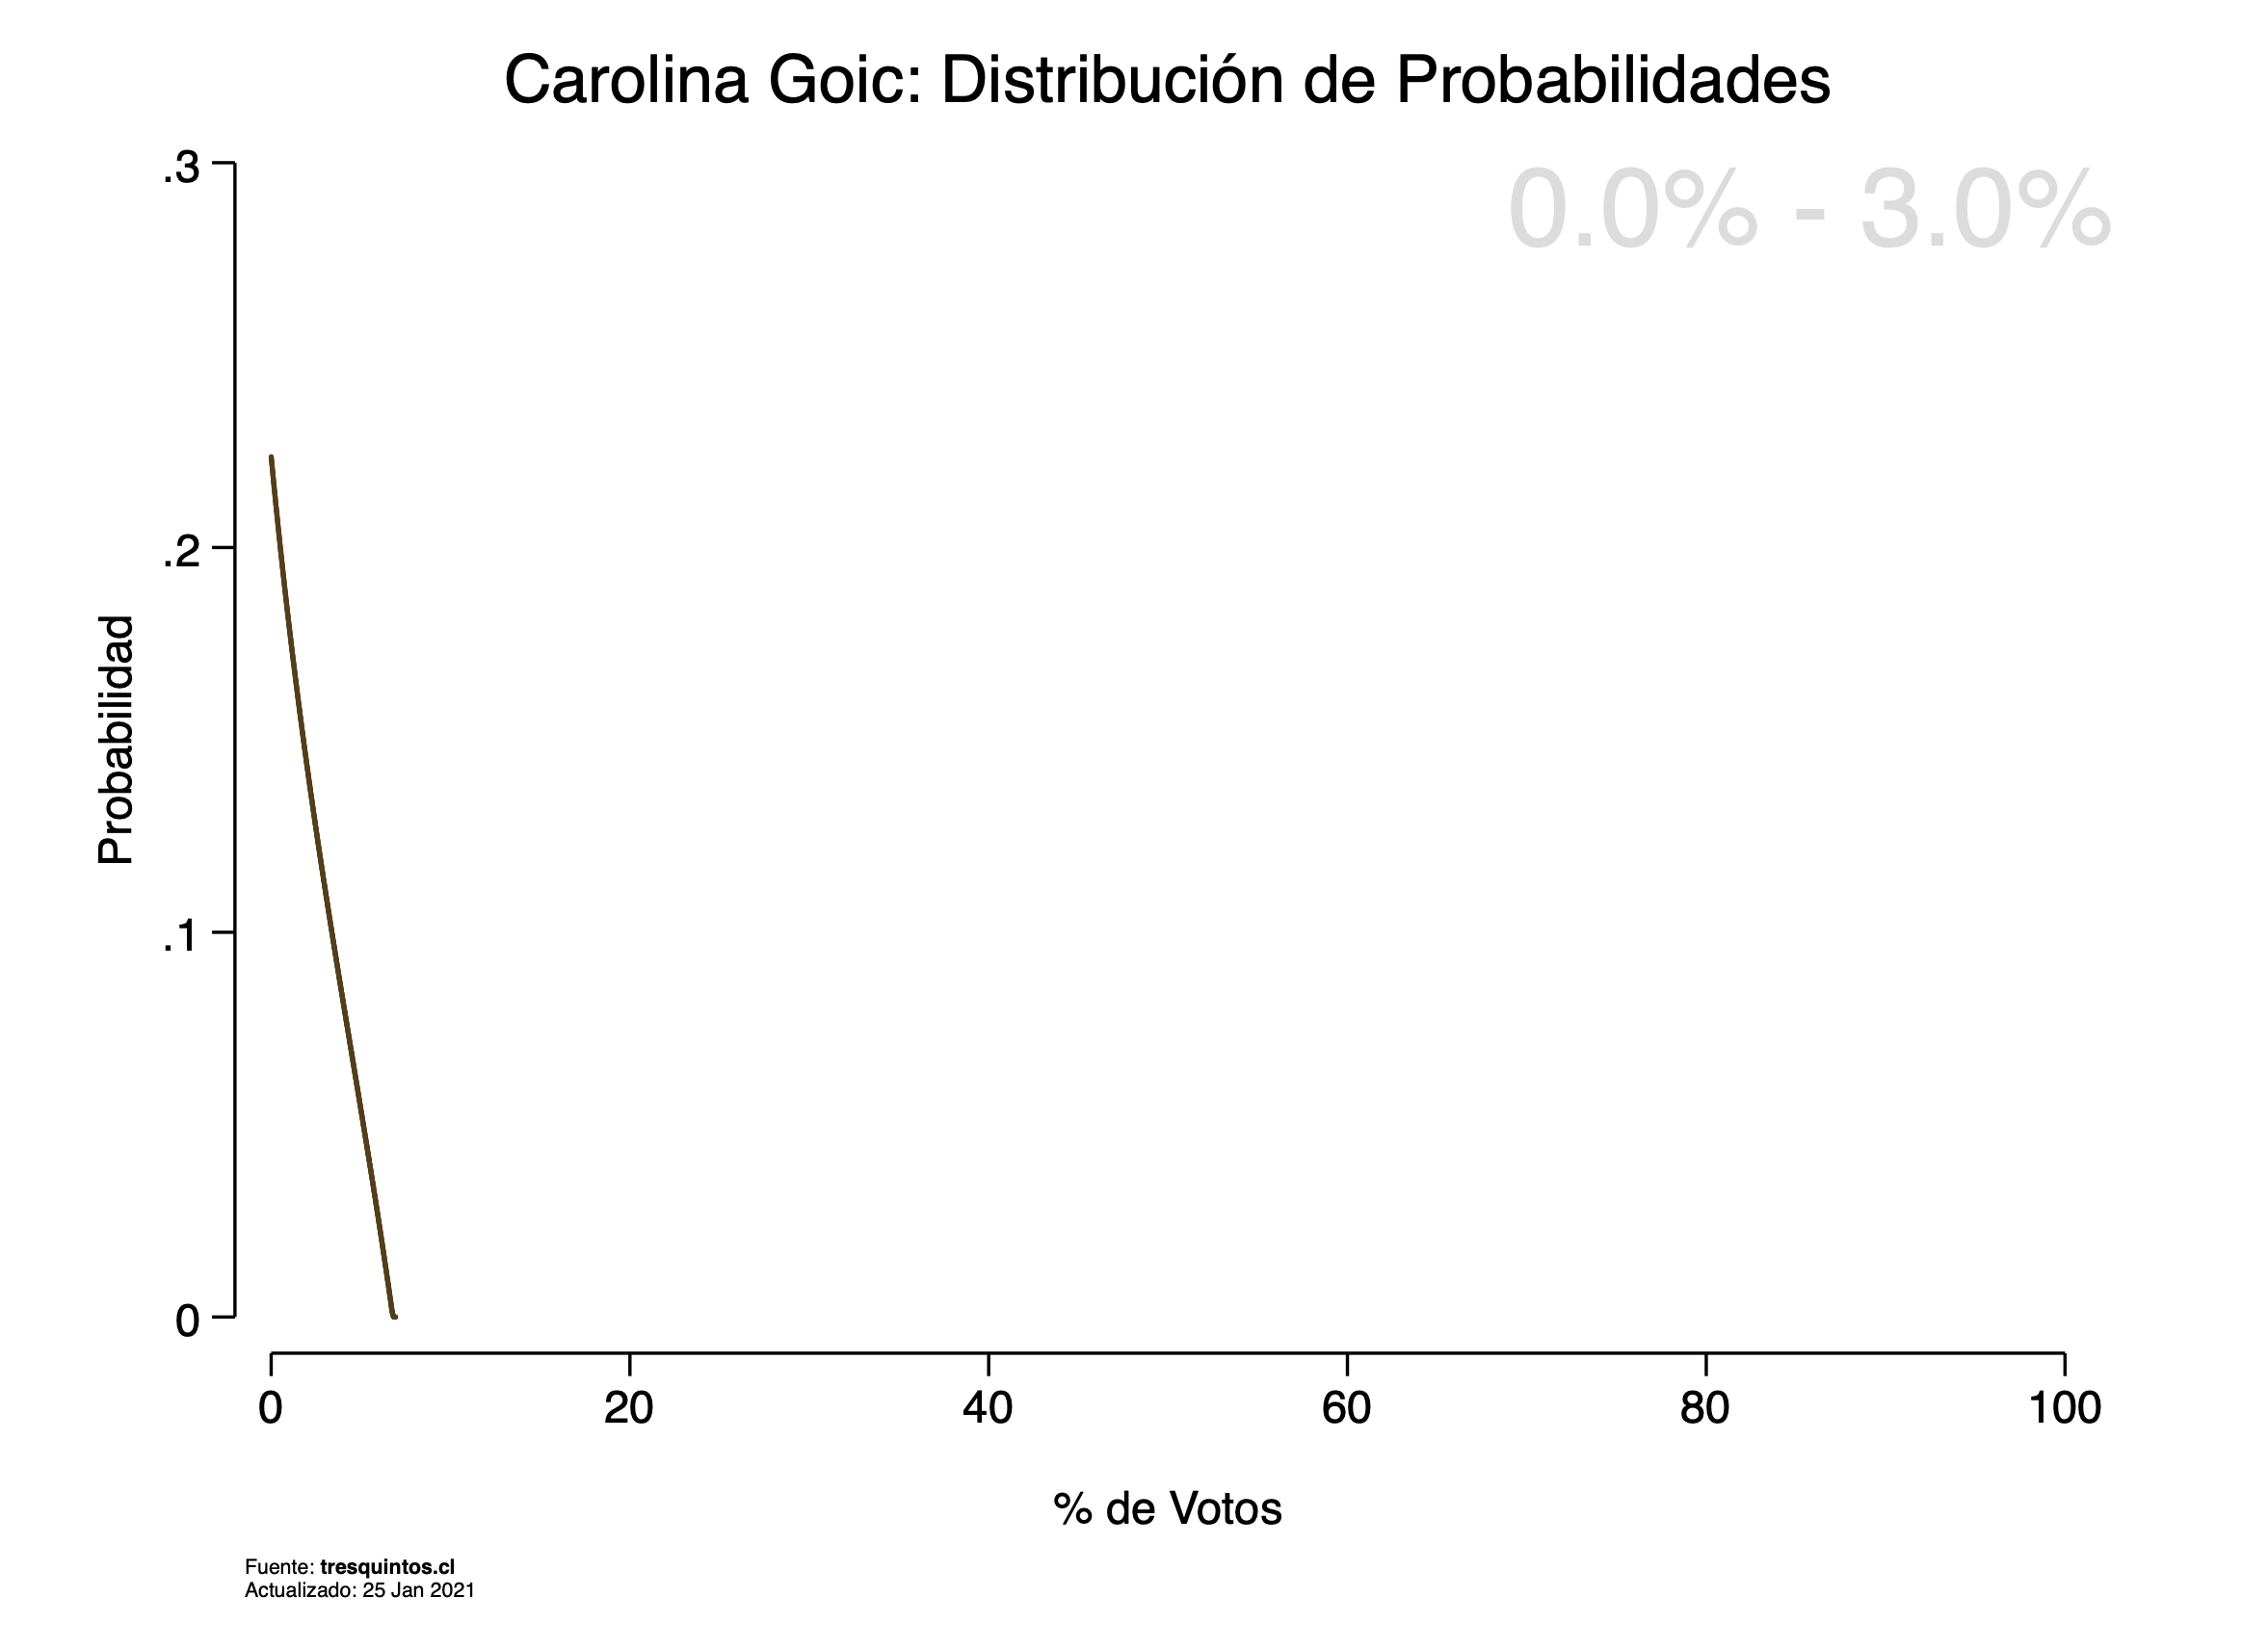 Carolina Goic: Distribución de Probabilidades
0.0% - 3.0%
.3
.2
.1
0
Probabilidad
0 20 40 60 80 100
% de Votos
Fuente: tresquintos.cl
Actualizado: 25 Jan 2021